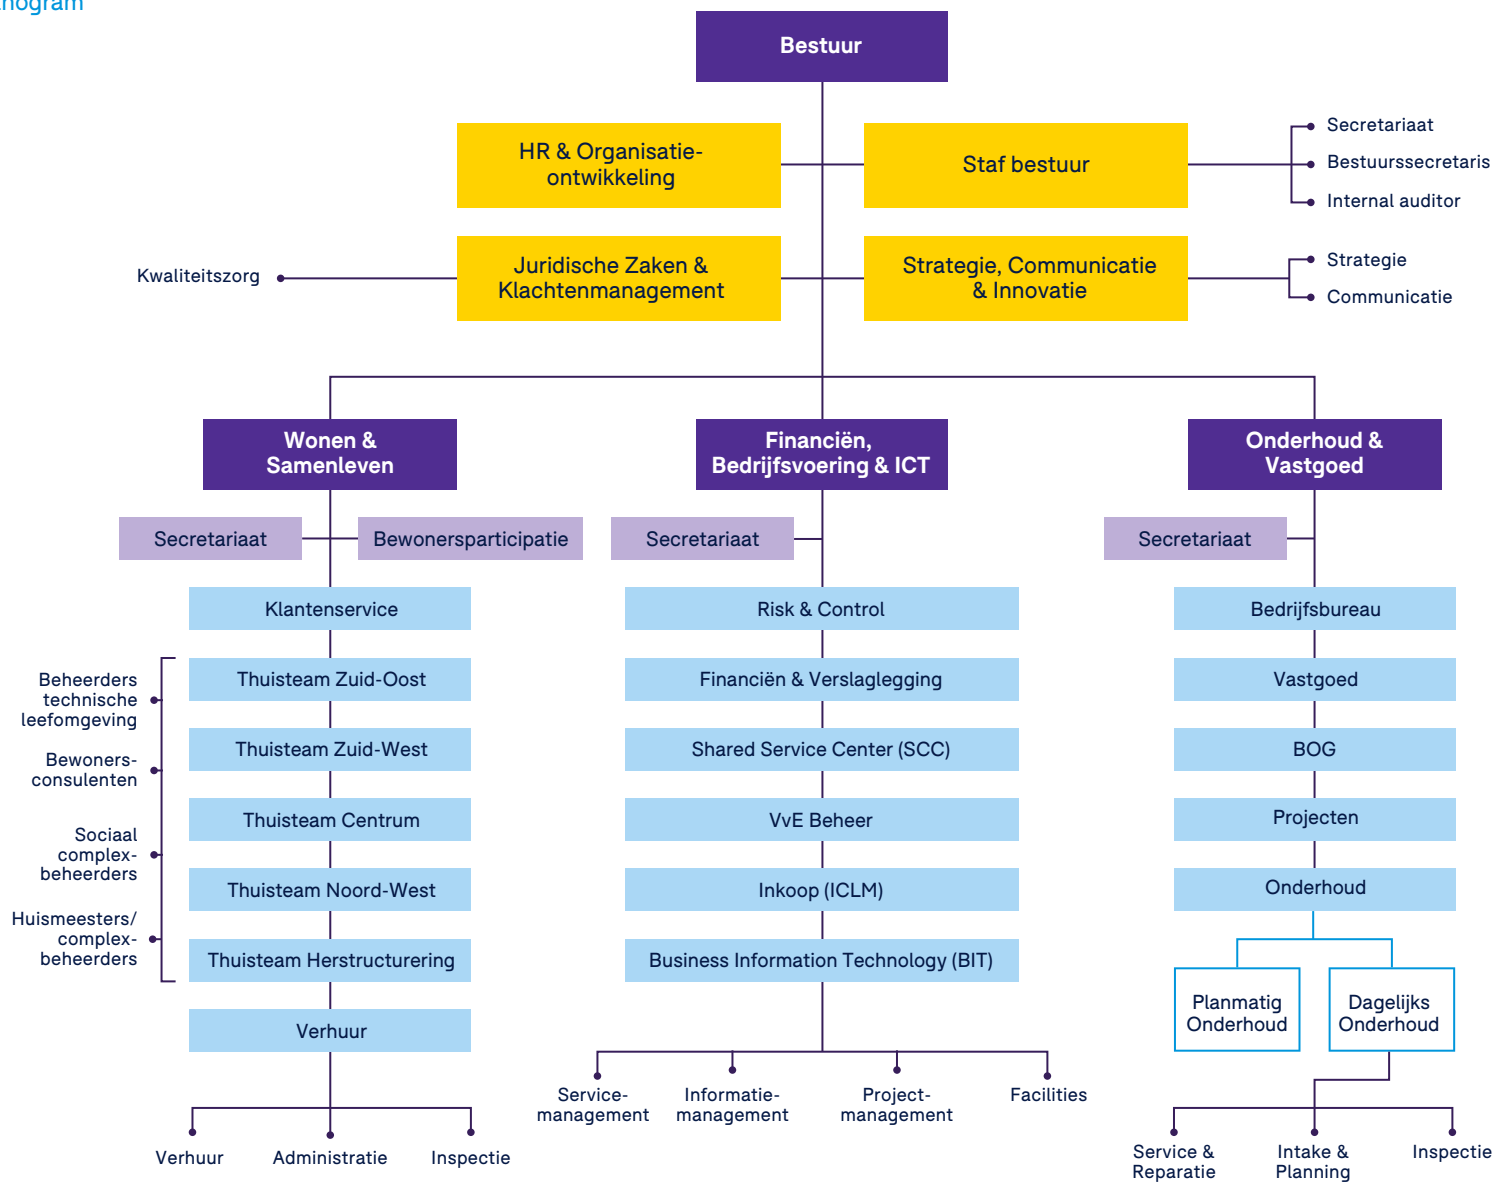 Bestuur
HR & Organisatie-
ontwikkeling
Staf bestuur
Secretariaat
Bestuurssecretaris
Internal auditor
Kwaliteitszorg
Juridische Zaken &
Klachtenmanagement
Strategie, Communicatie
& Innovatie
Strategie
Communicatie
Wonen &
Samenleven
Secretariaat
Bewonersparticipatie
Klantenservice
Thuisteam Zuid-Oost
Thuisteam Zuid-West
Thuisteam Centrum
Thuisteam Noord-West
Thuisteam Herstructurering
Verhuur
Beheerders
technische
leefomgeving
Bewoners-
consulenten
Sociaal
complex-
beheerders
Huismeesters/
complex-
beheerders
Verhuur
Administratie
Inspectie
Financiën,
Bedrijfsvoering & ICT
Secretariaat
Risk & Control
Financiën & Verslaglegging
Shared Service Center (SCC)
VvE Beheer
Inkoop (ICLM)
Business Information Technology (BIT)
Service-
management
Informatie-
management
Project-
management
Facilities
Onderhoud &
Vastgoed
Secretariaat
Bedrijfsbureau
Vastgoed
BOG
Projecten
Onderhoud
Planmatig
Onderhoud
Dagelijks
Onderhoud
Service &
Reparatie
Intake &
Planning
Inspectie